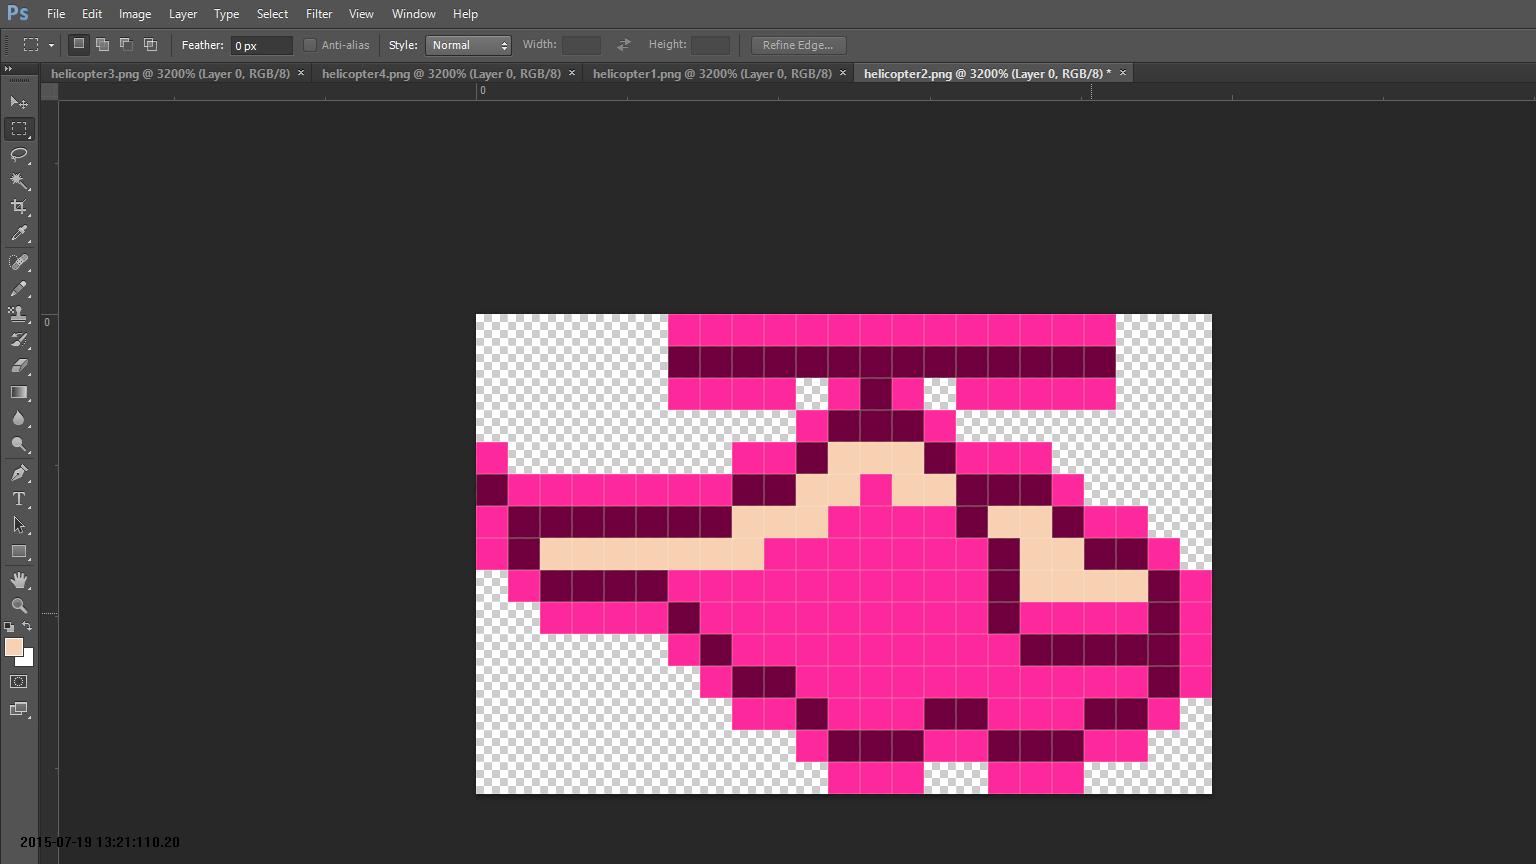 Ps File Edit Image Layer Type Select Filter View Window Help
Feather: 0 px Anti-alias Style: Normal Width: Height: Refine Edge...
helicopter3.png @ 3200% (Layer 0, RGB/8) × helicopter4.png @ 3200% (Layer 0, RGB/8) × helicopter1.png @ 3200% (Layer 0, RGB/8) × helicopter2.png @ 3200% (Layer 0, RGB/8) * ×
0
0
T
2015-07-19 13:21:110.20